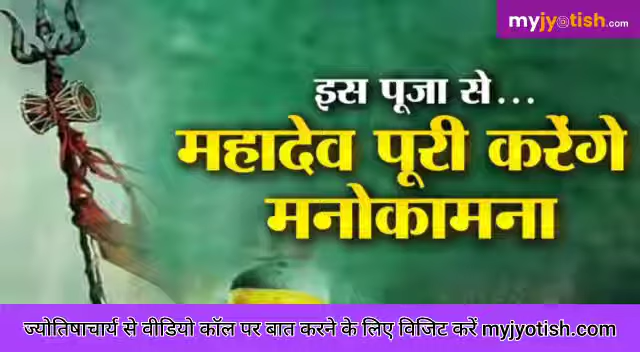 myjyotish.com
इस पूजा से...
महादेव पूरी करेंगे
मनोकामना
ज्योतिषाचार्य से वीडियो कॉल पर बात करने के लिए विजिट करें myjyotish.com